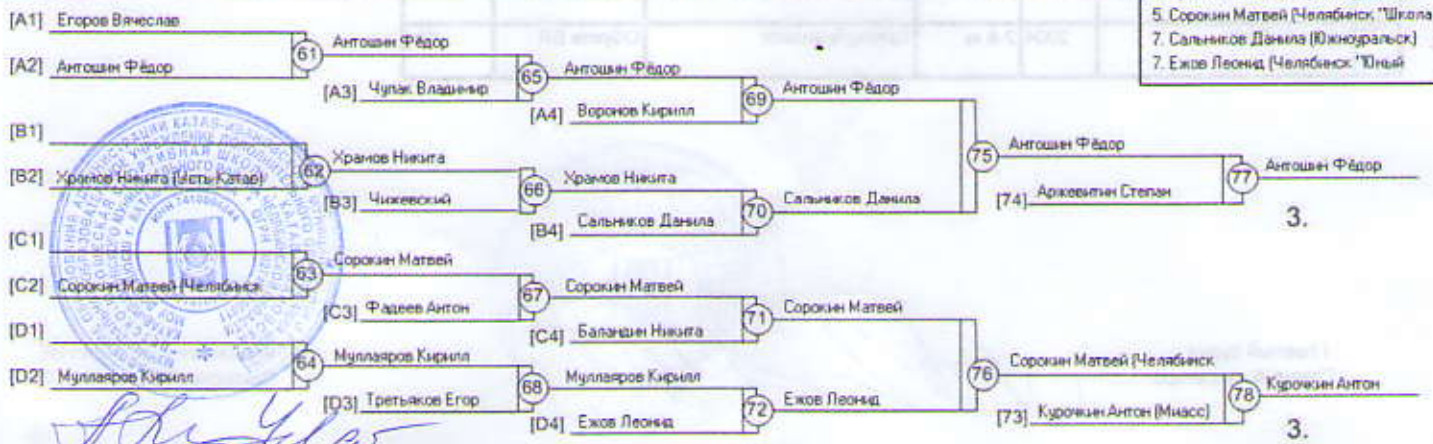 5. Сорокин Матвей (Челябинск "Школа
7. Сальников Данила (Южноуральск)
7. Ежов Леонид (Челябинск "Юный
[A1] Егоров Вячеслав
[A2] Антошин Фёдор
61 Антошин Фёдор
[A3] Чупак Владимир
65 Антошин Фёдор
[A4] Воронов Кирилл
69 Антошин Фёдор
[B1]
[B2] Храмов Никита (Усть-Катав)
62 Храмов Никита
[B3] Чижевский
66 Храмов Никита
[B4] Сальников Данила
70 Сальников Данила
75 Антошин Фёдор
[74] Аржевитин Степан
77 Антошин Фёдор
3.
[C1]
[C2] Сорокин Матвей (Челябинск
63 Сорокин Матвей
[C3] Фадеев Антон
67 Сорокин Матвей
[C4] Баландин Никита
71 Сорокин Матвей
[D1]
[D2] Муллаяров Кирилл
64 Муллаяров Кирилл
[D3] Третьяков Егор
68 Муллаяров Кирилл
[D4] Ежов Леонид
72 Ежов Леонид
76 Сорокин Матвей (Челябинск
[73] Курочкин Антон (Миасс)
78 Курочкин Антон
3.